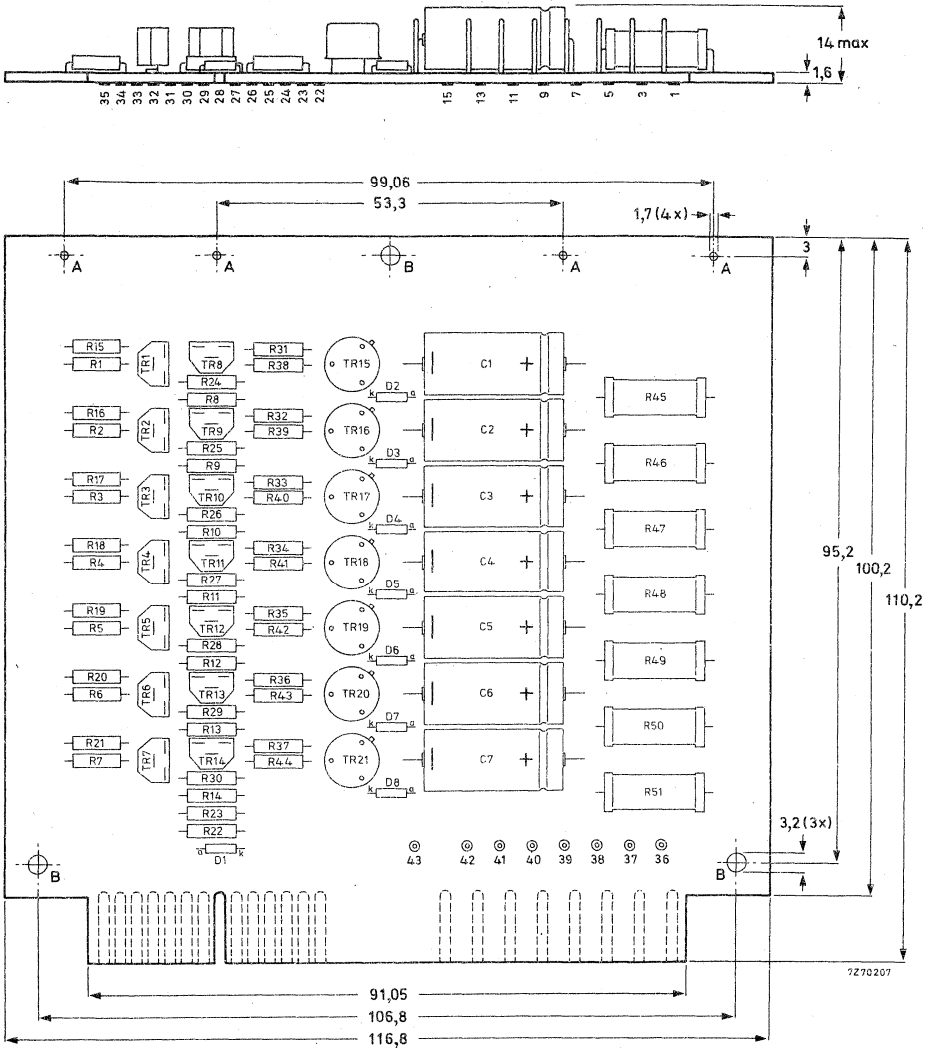 14 max
1,6
35 34 33 32 31 30 29 28 27 26 25 24 23 22 15 13 11 9 7 5 3 1
99,06
53,3
1,7 (4x)
3
A A B A A
R15 R31
R1 TR1 TR8 R38 TR15 C1 +
R24 D2
R8 k a R45
R16 R32
R2 TR2 TR9 R39 TR16 C2 +
R25 D3
R9 k a R46
R17 R33
R3 TR3 TR10 R40 TR17 C3 +
R26 D4
R10 k a R47
R18 R34
R4 TR4 TR11 R41 TR18 C4 +
R27 D5
R11 k a R48
R19 R35
R5 TR5 TR12 R42 TR19 C5 +
R28 D6
R12 k a R49
R20 R36
R6 TR6 TR13 R43 TR20 C6 +
R29 D7
R13 k a R50
R21 R37
R7 TR7 TR14 R44 TR21 C7 +
R30 D8
R14 k a R51
R23
R22
a D1 k
43 42 41 40 39 38 37 36
3,2 (3x)
B B
95,2
100,2
110,2
7Z70207
91,05
106,8
116,8